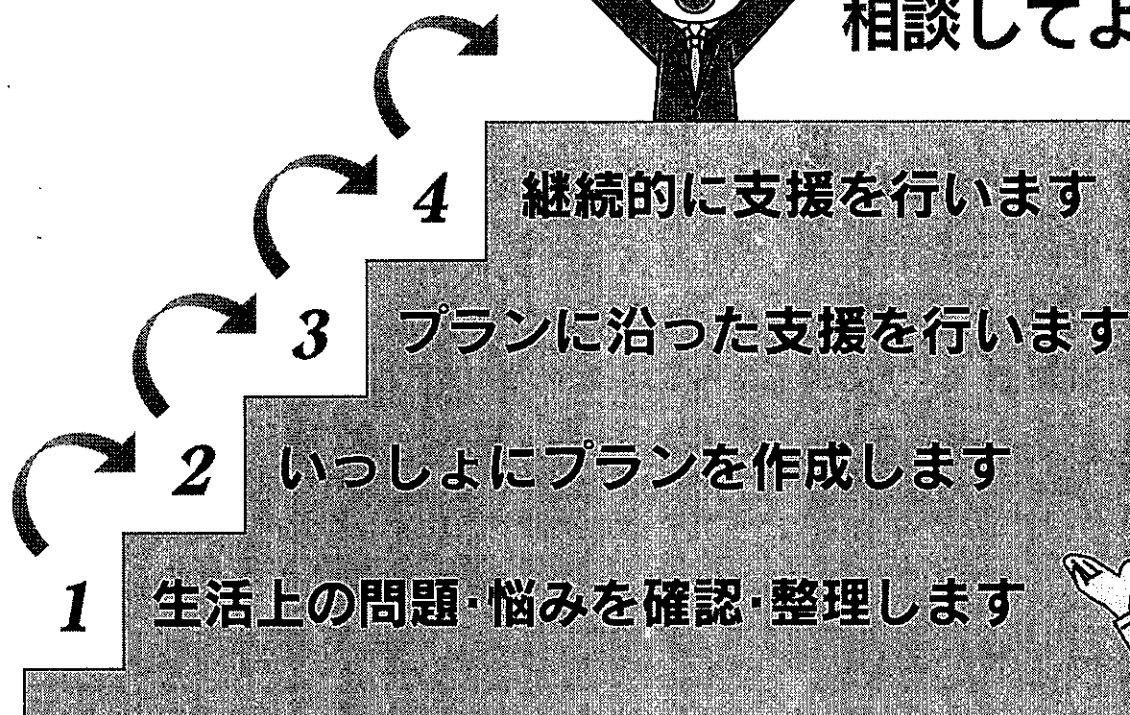 相談してよ
4 継続的に支援を行います
3 プランに沿った支援を行います
2 いっしょにプランを作成します
1 生活上の問題・悩みを確認・整理します